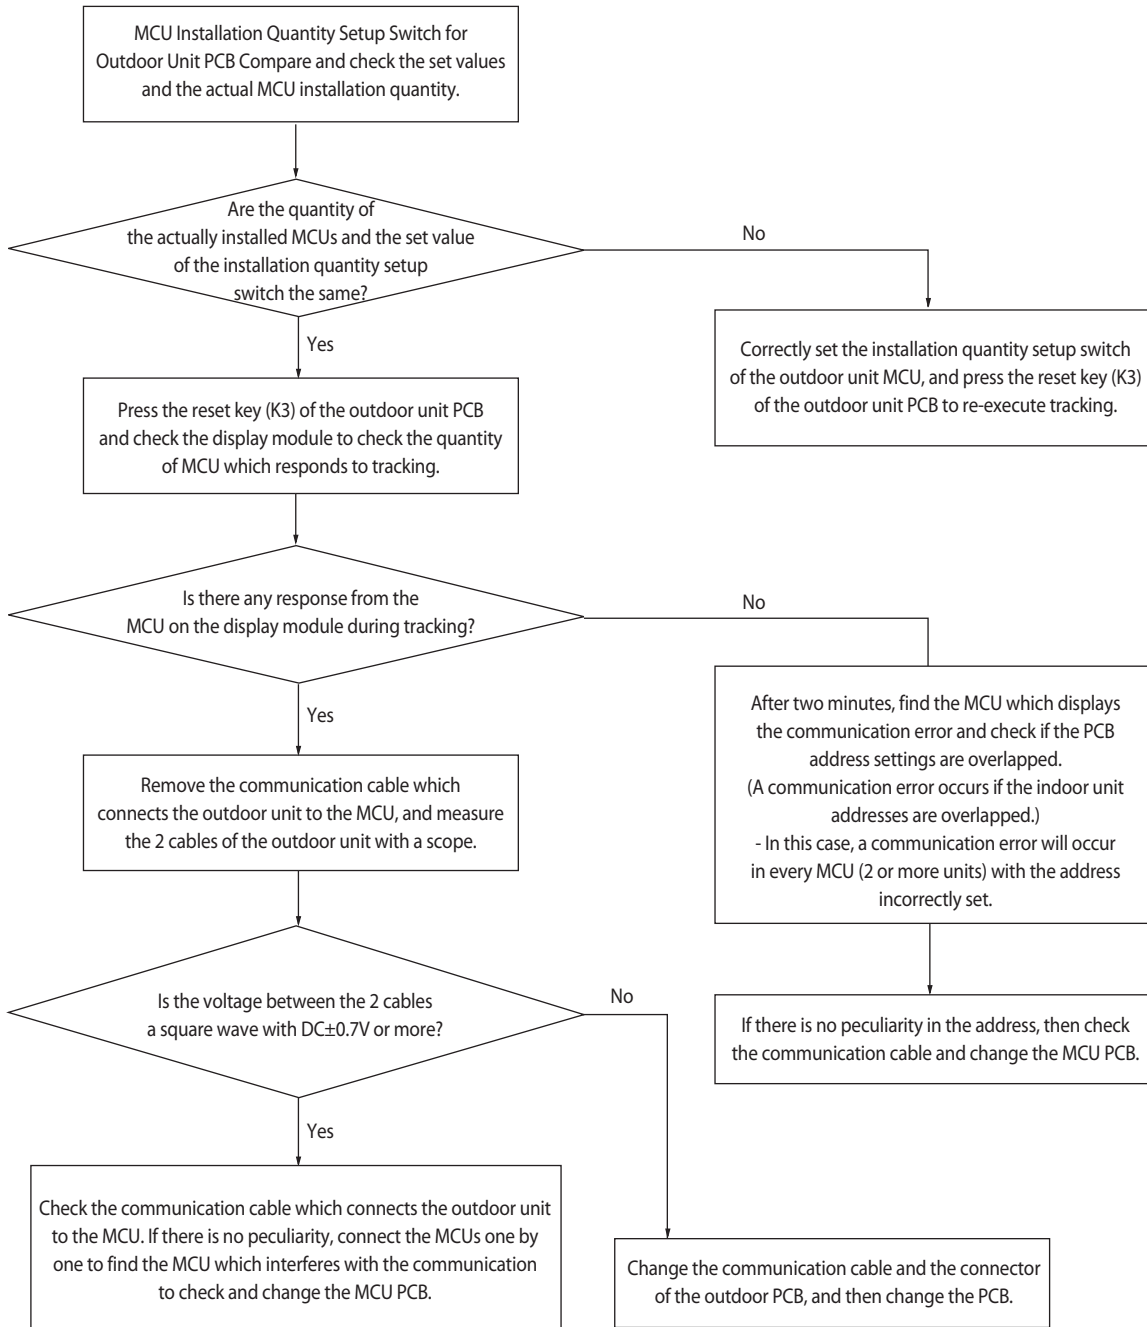 MCU Installation Quantity Setup Switch for
Outdoor Unit PCB Compare and check the set values
and the actual MCU installation quantity.
Are the quantity of
the actually installed MCUs and the set value
of the installation quantity setup
switch the same?
No
Yes
Correctly set the installation quantity setup switch
of the outdoor unit MCU, and press the reset key (K3)
of the outdoor unit PCB to re-execute tracking.
Press the reset key (K3) of the outdoor unit PCB
and check the display module to check the quantity
of MCU which responds to tracking.
Is there any response from the
MCU on the display module during tracking?
No
Yes
After two minutes, find the MCU which displays
the communication error and check if the PCB
address settings are overlapped.
(A communication error occurs if the indoor unit
addresses are overlapped.)
- In this case, a communication error will occur
in every MCU (2 or more units) with the address
incorrectly set.
Remove the communication cable which
connects the outdoor unit to the MCU, and measure
the 2 cables of the outdoor unit with a scope.
Is the voltage between the 2 cables
a square wave with DC±0.7V or more?
No
Yes
If there is no peculiarity in the address, then check
the communication cable and change the MCU PCB.
Check the communication cable which connects the outdoor unit
to the MCU. If there is no peculiarity, connect the MCUs one by
one to find the MCU which interferes with the communication
to check and change the MCU PCB.
Change the communication cable and the connector
of the outdoor PCB, and then change the PCB.